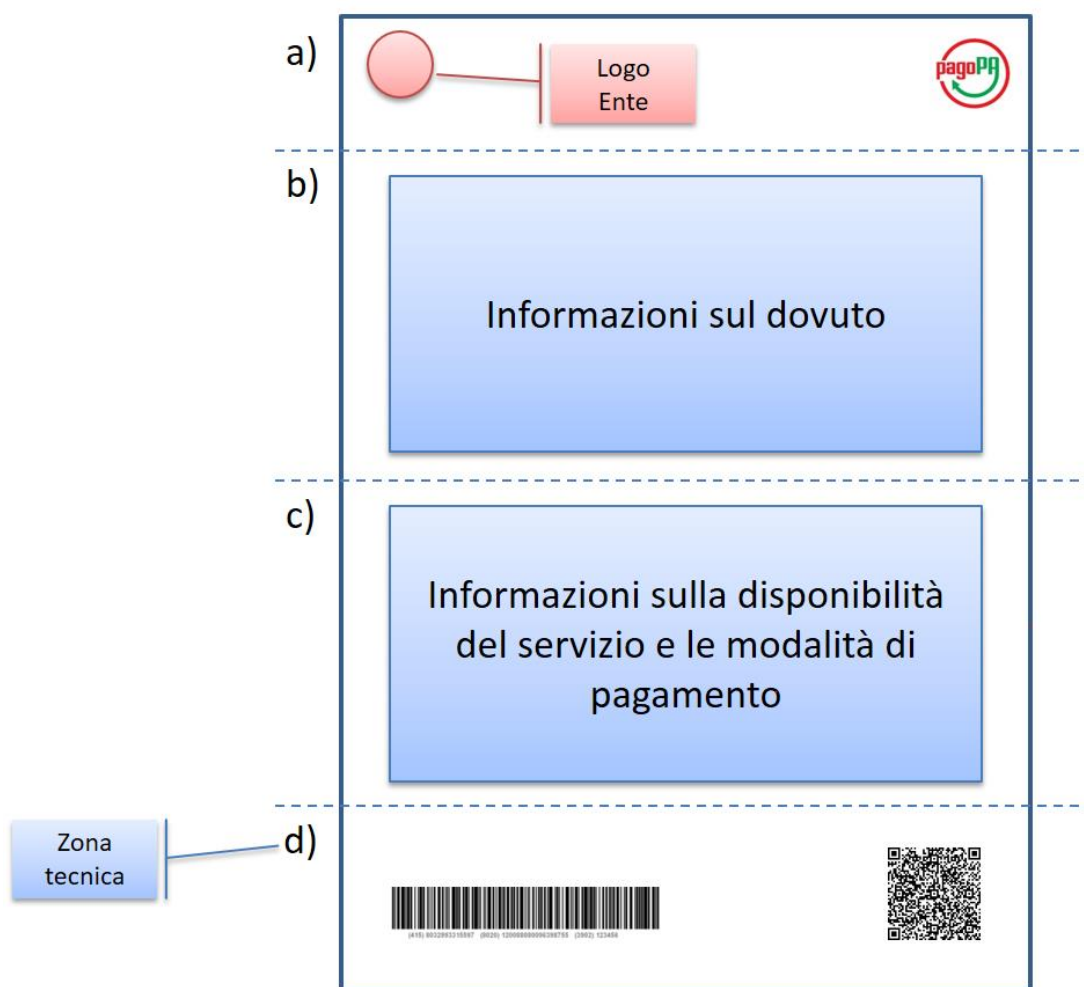 a)
Logo
Ente
pagoPA
b)
Informazioni sul dovuto
c)
Informazioni sulla disponibilità
del servizio e le modalità di
pagamento
Zona
tecnica
d)